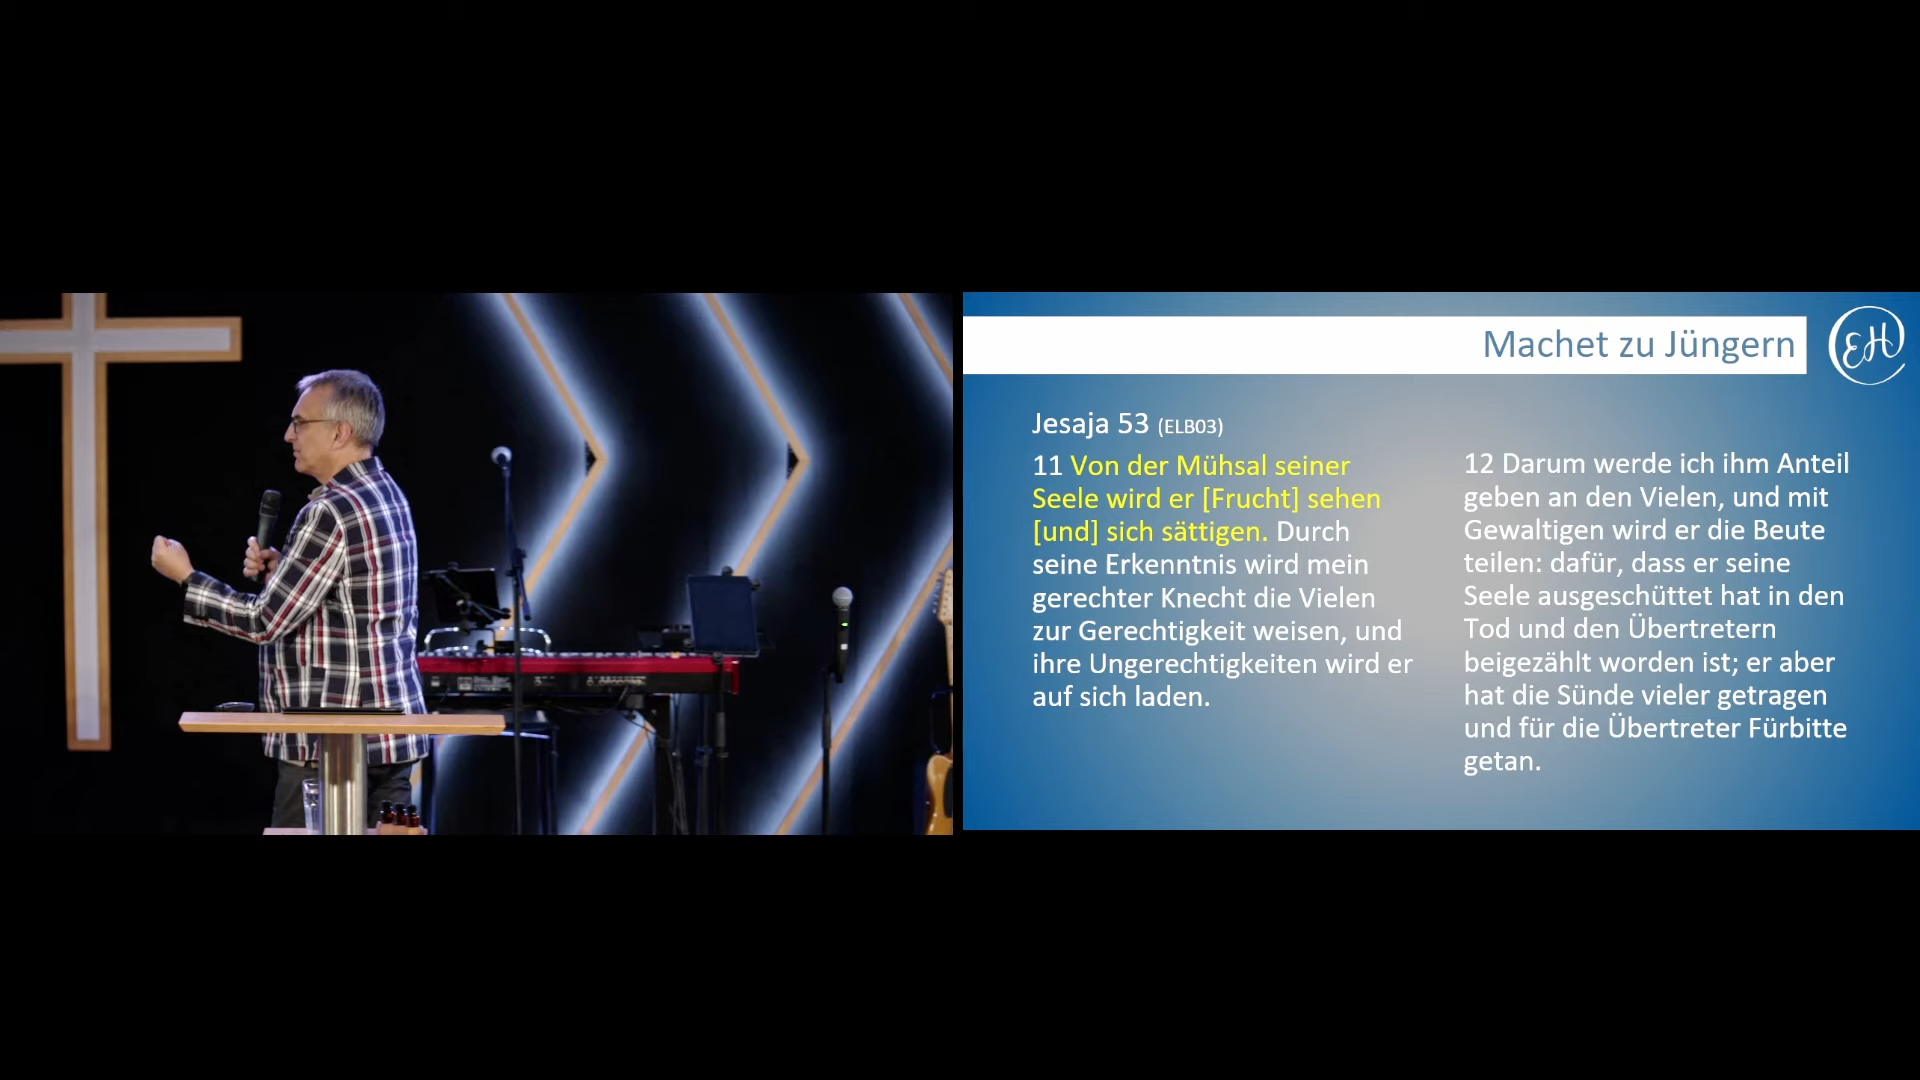 Machet zu Jüngern
EH
Jesaja 53 (ELB03)
11 Von der Mühsal seiner
Seele wird er [Frucht] sehen
[und] sich sättigen. Durch
seine Erkenntnis wird mein
gerechter Knecht die Vielen
zur Gerechtigkeit weisen, und
ihre Ungerechtigkeiten wird er
auf sich laden.
12 Darum werde ich ihm Anteil
geben an den Vielen, und mit
Gewaltigen wird er die Beute
teilen: dafür, dass er seine
Seele ausgeschüttet hat in den
Tod und den Übertretern
beigezählt worden ist; er aber
hat die Sünde vieler getragen
und für die Übertreter Fürbitte
getan.